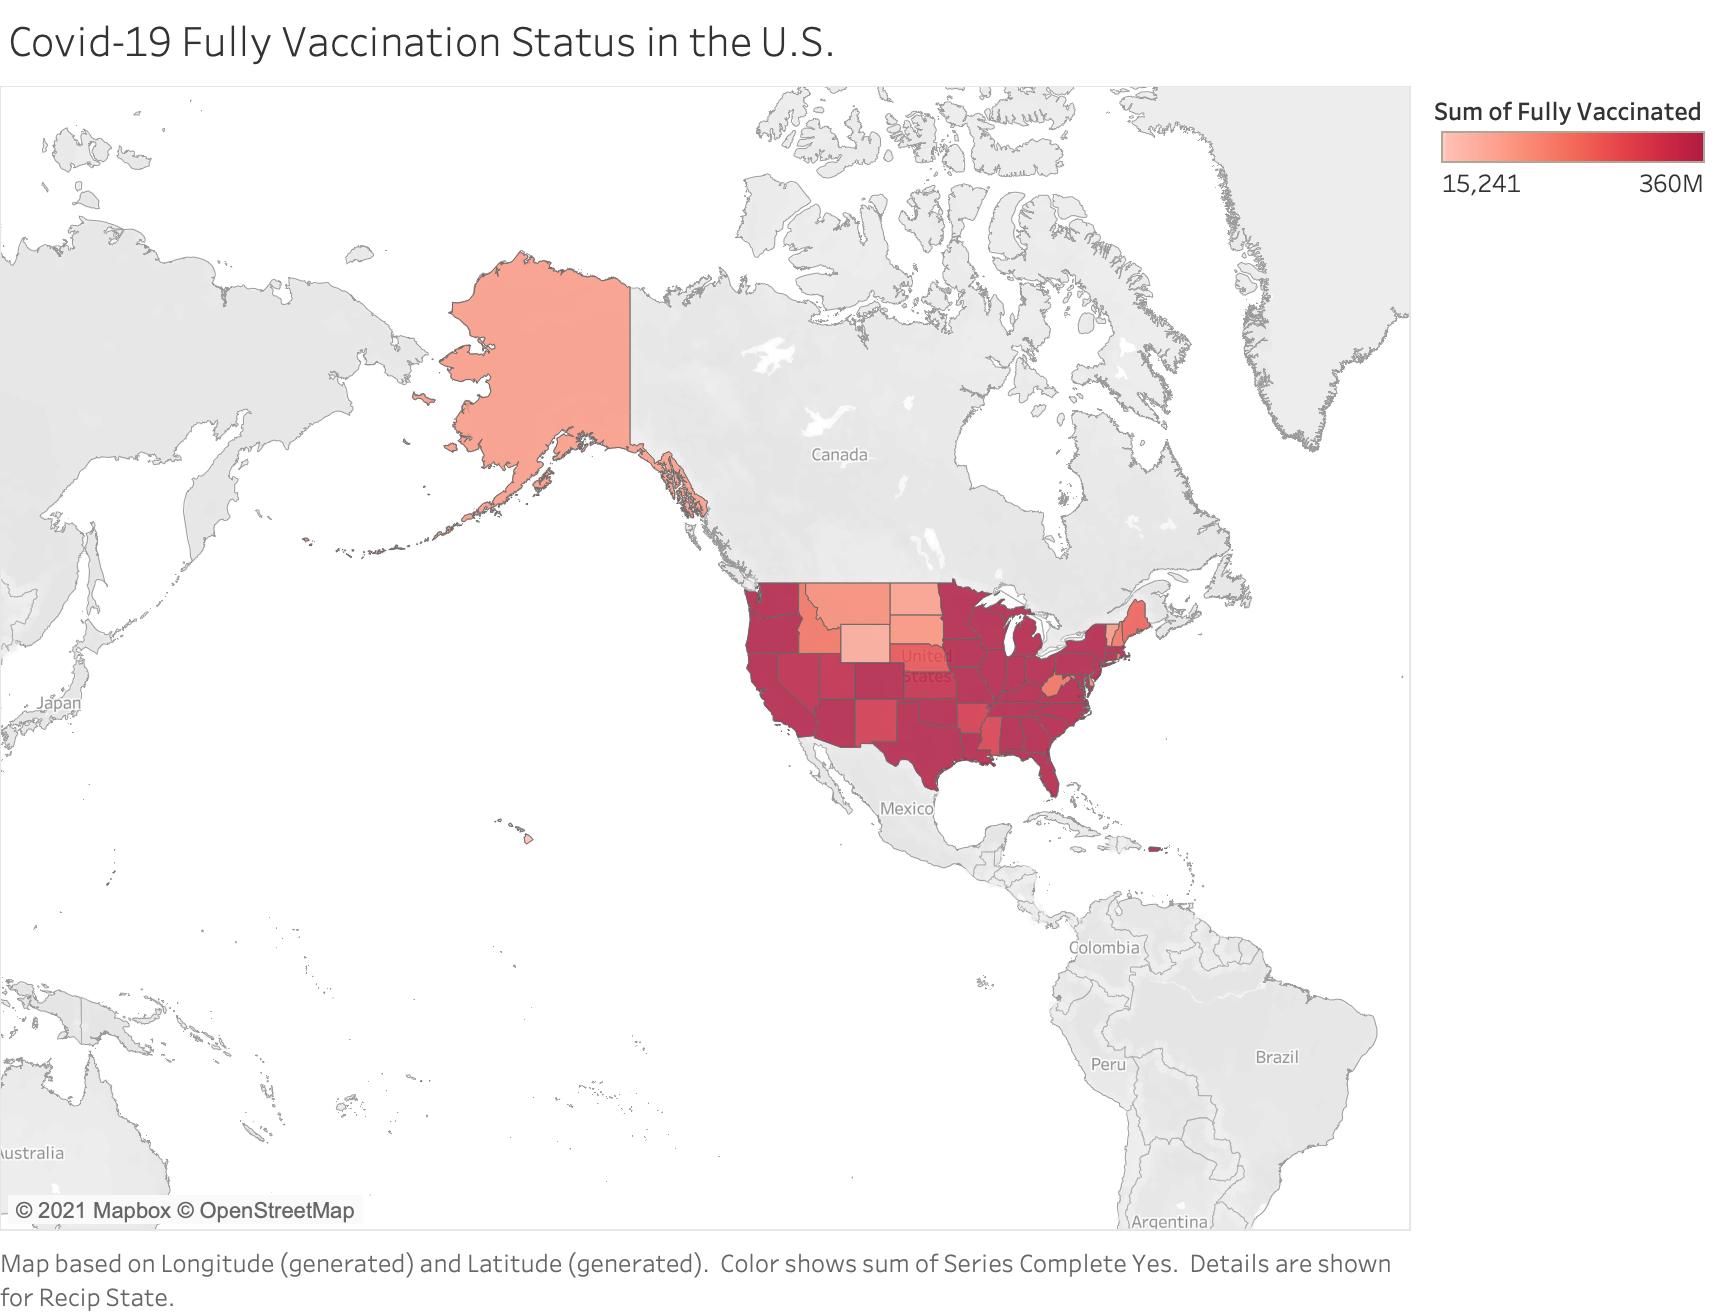 Covid-19 Fully Vaccination Status in the U.S.
Sum of Fully Vaccinated
15,241 360M
Canada
United
States
Japan
Mexico
Colombia
Peru
Brazil
ustralia
Argentina
© 2021 Mapbox © OpenStreetMap
Map based on Longitude (generated) and Latitude (generated).  Color shows sum of Series Complete Yes.  Details are shown
for Recip State.